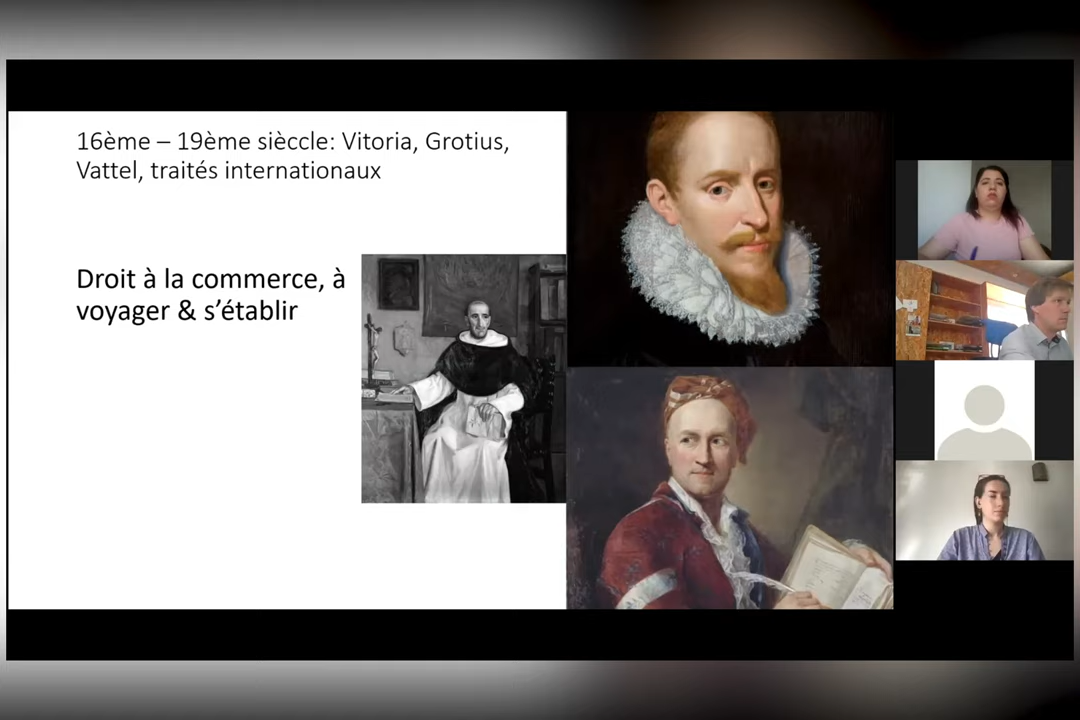 16ème – 19ème sièccle: Vitoria, Grotius,
Vattel, traités internationaux
Droit à la commerce, à
voyager & s’établir